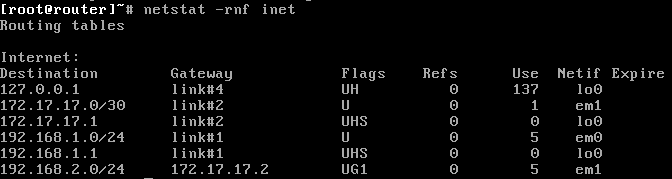 [root@router]~# netstat -rnf inet
Routing tables
Internet:
Destination Gateway Flags Refs Use Netif Expire
127.0.0.1 link#4 UH 0 137 lo0
172.17.17.0/30 link#2 U 0 1 em1
172.17.17.1 link#2 UHS 0 0 lo0
192.168.1.0/24 link#1 U 0 5 em0
192.168.1.1 link#1 UHS 0 0 lo0
192.168.2.0/24 172.17.17.2 UG1 0 5 em1